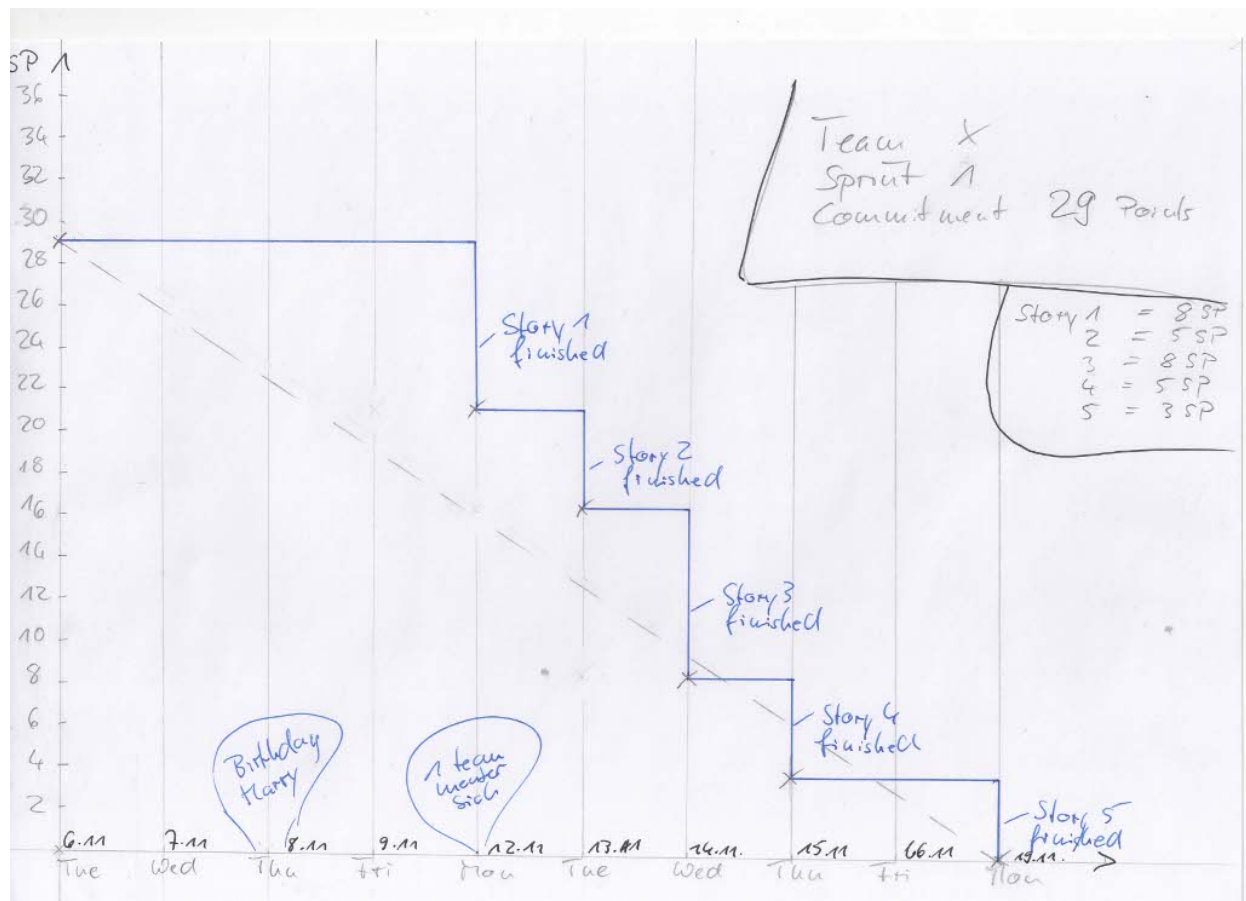 SP
36
34
32
30
28
26
24
22
20
18
16
14
12
10
8
6
4
2
Team X
Sprint 1
Commitment 29 Points
Story 1 = 8 SP
2 = 5 SP
3 = 8 SP
4 = 5 SP
5 = 3 SP
Story 1
finished
Story 2
finished
Story 3
finished
Story 4
finished
Story 5
finished
Birthday
Harry
1 team
member
sick
6.11 7.11 8.11 9.11 12.11 13.11 14.11. 15.11 16.11 19.11.
Tue Wed Thu Fri Mon Tue Wed Thu Fri Mon